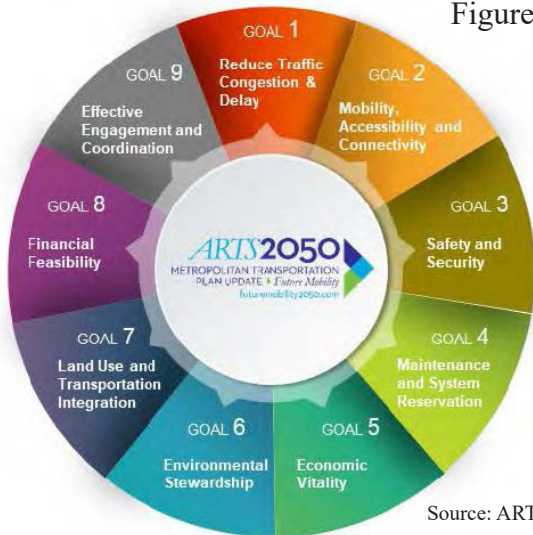 Figure
GOAL 1
Reduce Traffic
Congestion &
Delay
GOAL 2
Mobility,
Accessibility and
Connectivity
GOAL 3
Safety and
Security
GOAL 4
Maintenance
and System
Reservation
GOAL 5
Economic
Vitality
GOAL 6
Environmental
Stewardship
GOAL 7
Land Use and
Transportation
Integration
GOAL 8
Financial
Feasibility
GOAL 9
Effective
Engagement and
Coordination
ARTS2050
METROPOLITAN TRANSPORTATION
PLAN UPDATE Future Mobility
futuremobility2050.com
Source: ART